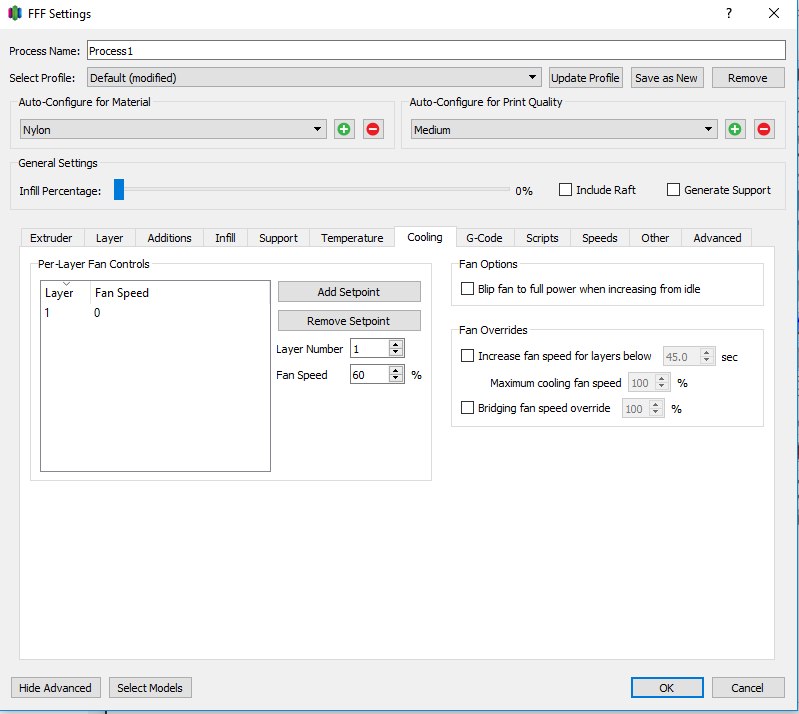 FFF Settings
?
Process Name: Process1
Select Profile: Default (modified) Update Profile Save as New Remove
Auto-Configure for Material Auto-Configure for Print Quality
Nylon Medium
General Settings
Infill Percentage: 0% Include Raft Generate Support
Extruder Layer Additions Infill Support Temperature Cooling G-Code Scripts Speeds Other Advanced
Per-Layer Fan Controls
Layer Fan Speed
1 0
Add Setpoint
Remove Setpoint
Layer Number 1
Fan Speed 60 %
Fan Options
Blip fan to full power when increasing from idle
Fan Overrides
Increase fan speed for layers below 45.0 sec
Maximum cooling fan speed 100 %
Bridging fan speed override 100 %
Hide Advanced Select Models OK Cancel